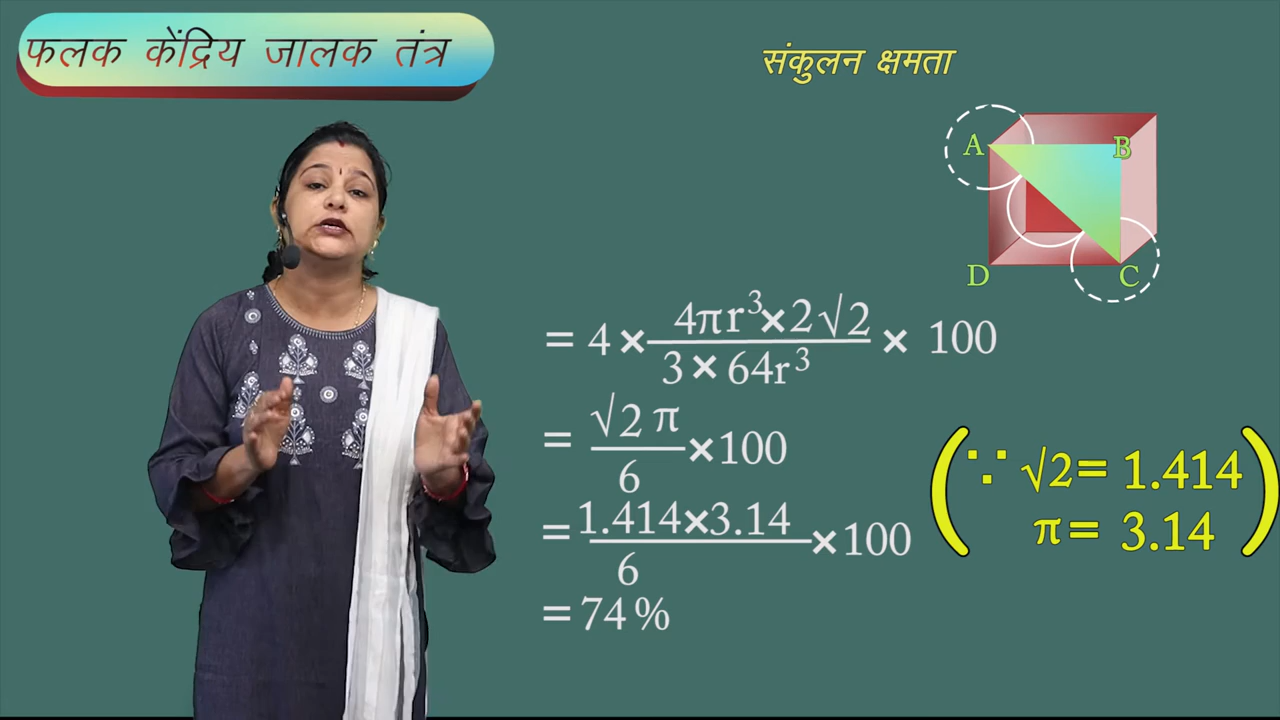 फलक केंद्रिय जालक तंत्र
संकुलन क्षमता
A B
D C
= 4 × 4πr³×2√2 / 3 × 64r³ × 100
= √2 π / 6 ×100
= 1.414×3.14 / 6 ×100
= 74%
(∵ √2= 1.414
π= 3.14)